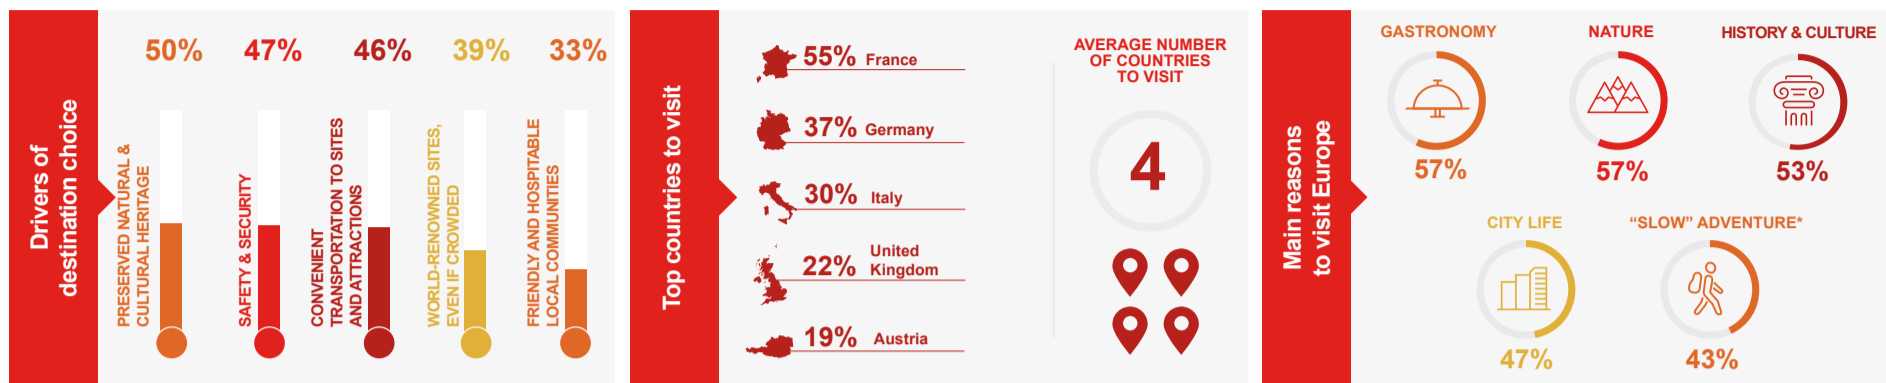 Drivers of
destination choice
50%
PRESERVED NATURAL &
CULTURAL HERITAGE
47%
SAFETY & SECURITY
46%
CONVENIENT
TRANSPORTATION TO SITES
AND ATTRACTIONS
39%
WORLD-RENOWNED SITES,
EVEN IF CROWDED
33%
FRIENDLY AND HOSPITABLE
LOCAL COMMUNITIES
Top countries to visit
55% France
37% Germany
30% Italy
22% United
Kingdom
19% Austria
AVERAGE NUMBER
OF COUNTRIES
TO VISIT
4
Main reasons
to visit Europe
GASTRONOMY
57%
NATURE
57%
HISTORY & CULTURE
53%
CITY LIFE
47%
“SLOW” ADVENTURE*
43%